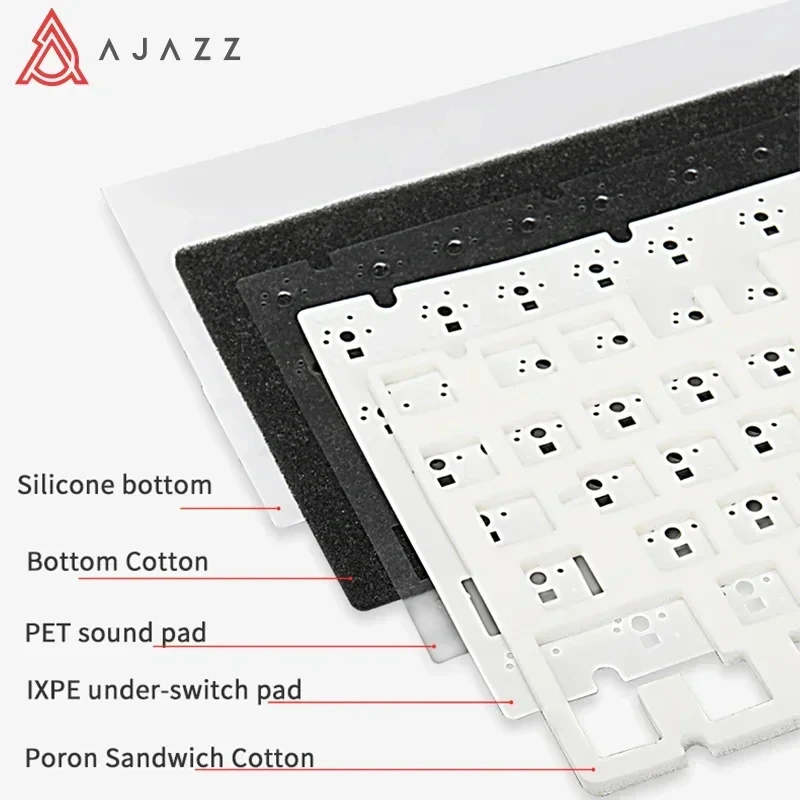 AJAZZ
Silicone bottom
Bottom Cotton
PET sound pad
IXPE under-switch pad
Poron Sandwich Cotton